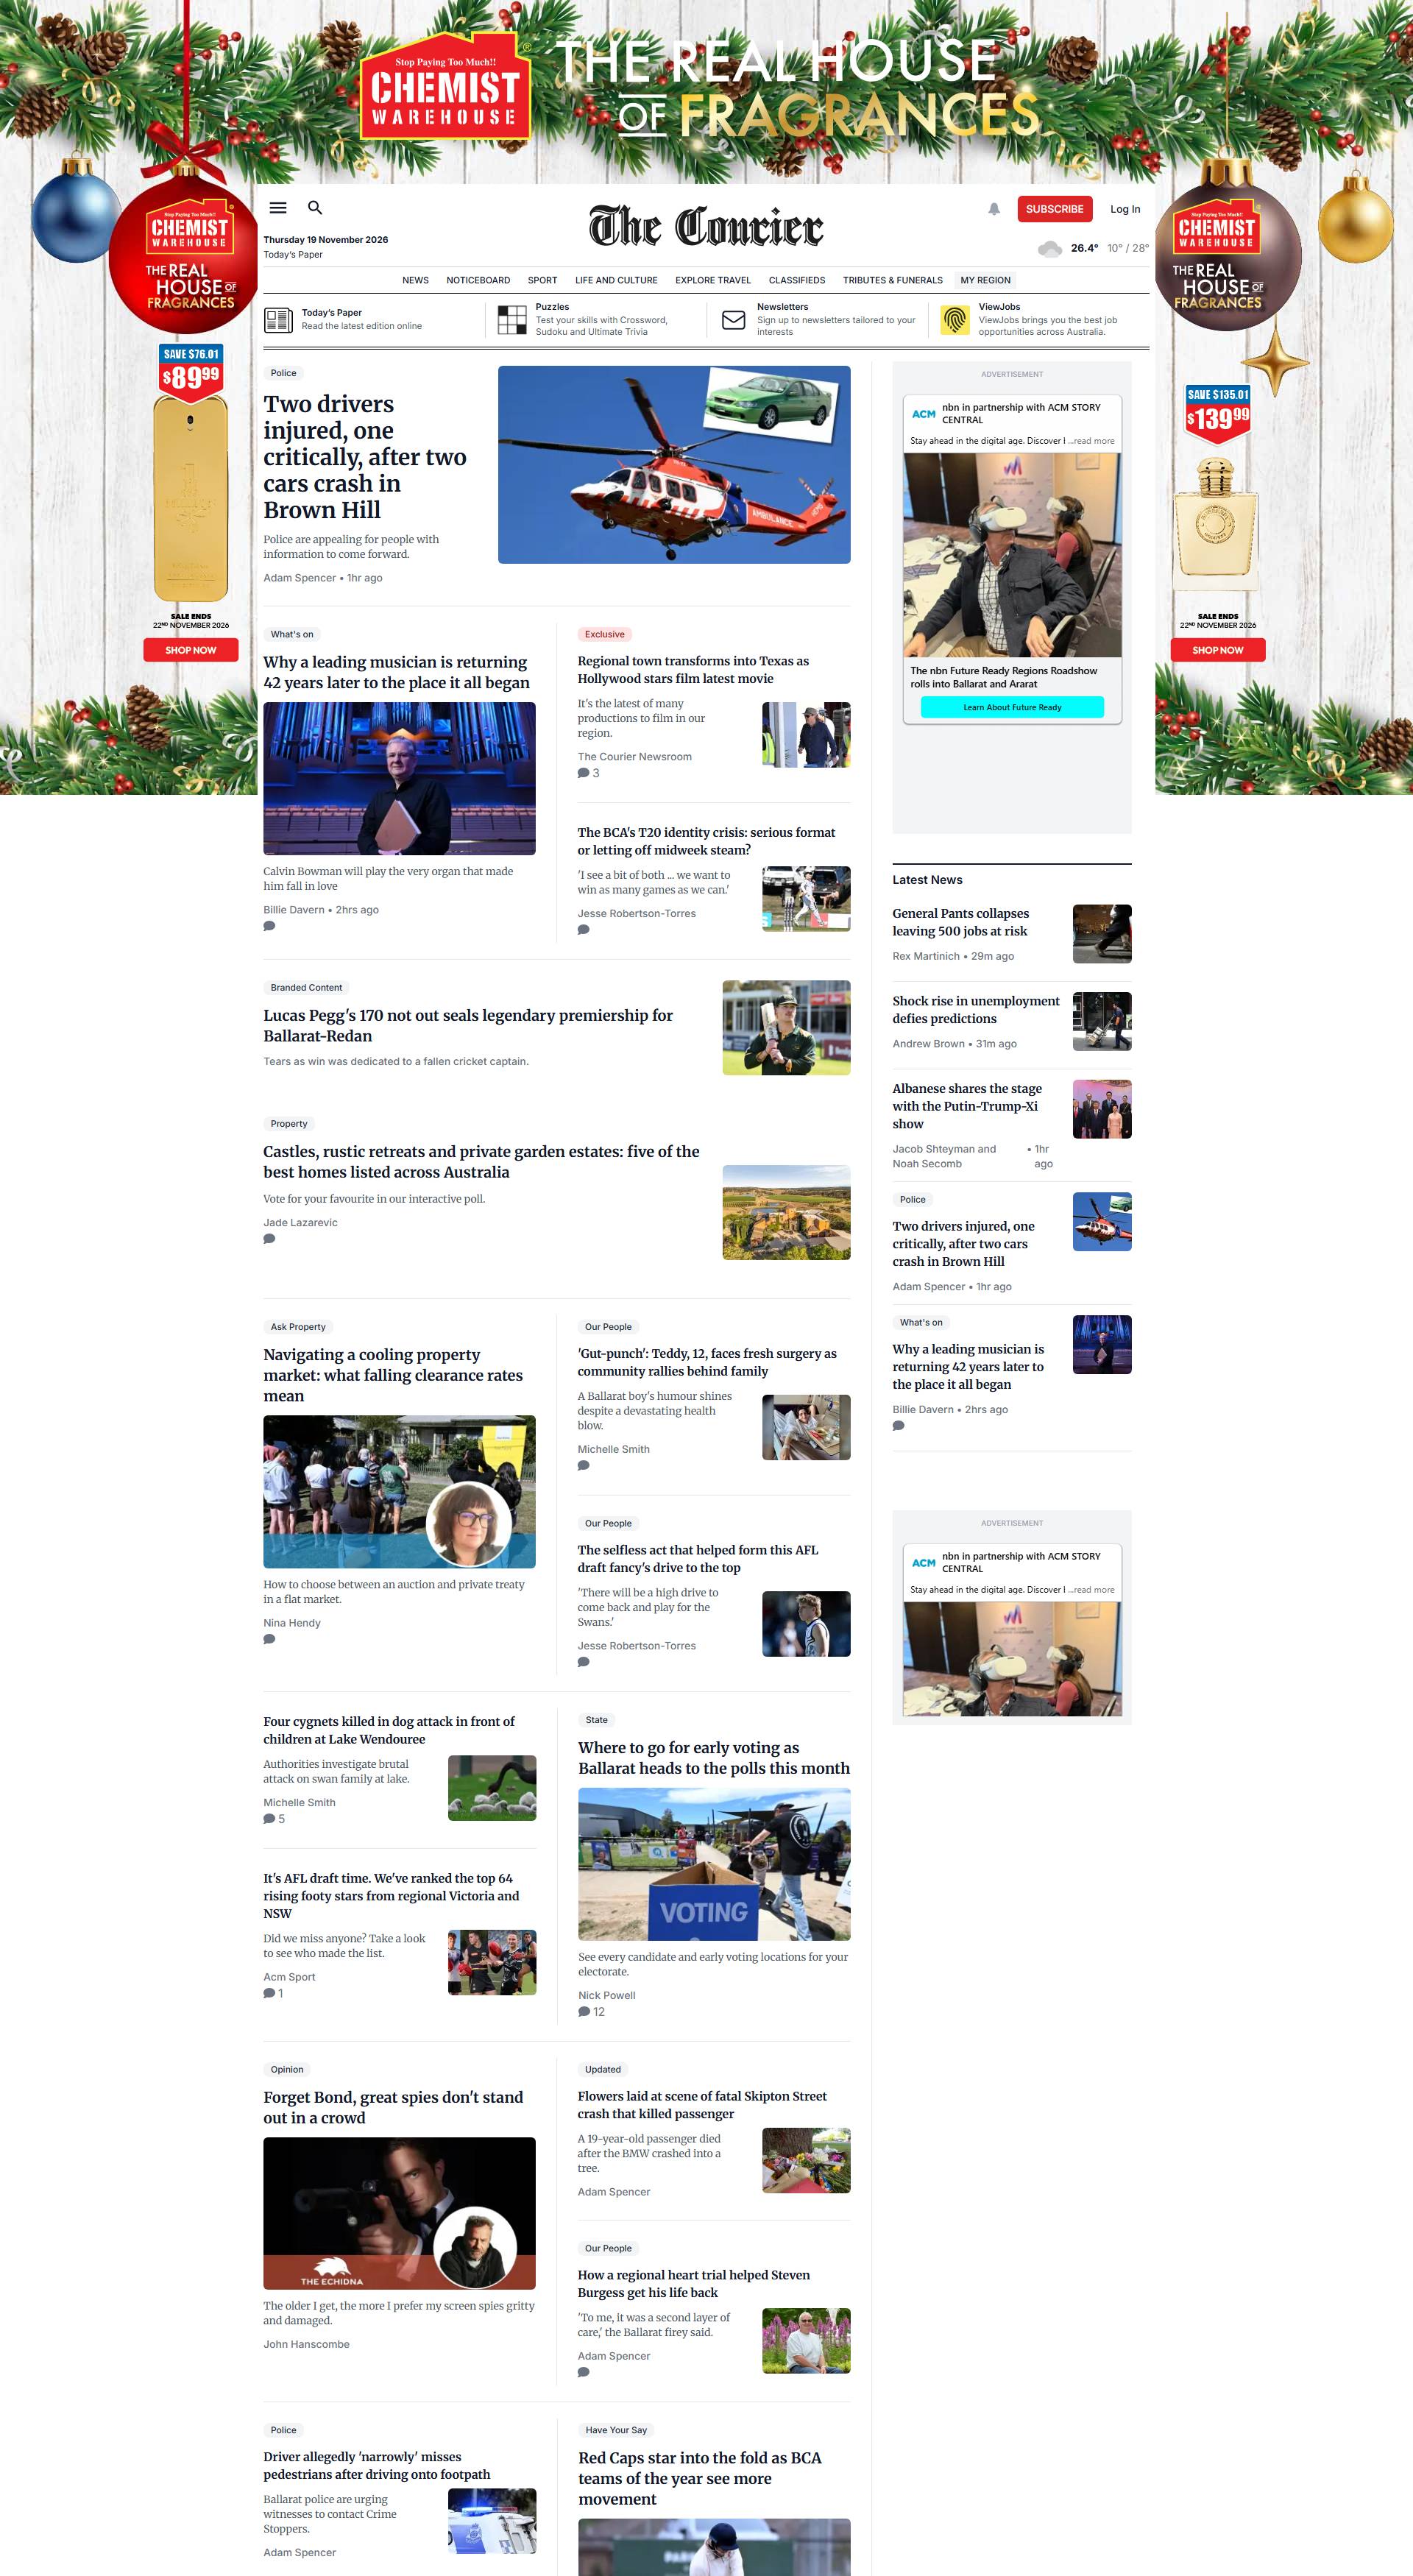 Stop Paying Too Much!!
CHEMIST
WAREHOUSE
THE REAL HOUSE
OF FRAGRANCES
Stop Paying Too Much!!
CHEMIST
WAREHOUSE
THE REAL
HOUSE OF
FRAGRANCES
SAVE $76.01
$8999
SALE ENDS
22ND NOVEMBER 2026
SHOP NOW
Stop Paying Too Much!!
CHEMIST
WAREHOUSE
THE REAL
HOUSE OF
FRAGRANCES
SAVE $135.01
$13999
SALE ENDS
22ND NOVEMBER 2026
SHOP NOW
The Courier
SUBSCRIBE
Log In
Thursday 19 November 2026
Today's Paper
26.4° 10° / 28°
NEWS NOTICEBOARD SPORT LIFE AND CULTURE EXPLORE TRAVEL CLASSIFIEDS TRIBUTES & FUNERALS MY REGION
Today's Paper
Read the latest edition online
Puzzles
Test your skills with Crossword,
Sudoku and Ultimate Trivia
Newsletters
Sign up to newsletters tailored to your
interests
ViewJobs
ViewJobs brings you the best job
opportunities across Australia.
Police
Two drivers
injured, one
critically, after two
cars crash in
Brown Hill
Police are appealing for people with
information to come forward.
Adam Spencer • 1hr ago
AMBULANCE
What's on
Why a leading musician is returning
42 years later to the place it all began
Calvin Bowman will play the very organ that made
him fall in love
Billie Davern • 2hrs ago
Exclusive
Regional town transforms into Texas as
Hollywood stars film latest movie
It's the latest of many
productions to film in our
region.
The Courier Newsroom
3
The BCA's T20 identity crisis: serious format
or letting off midweek steam?
'I see a bit of both ... we want to
win as many games as we can.'
Jesse Robertson-Torres
Branded Content
Lucas Pegg's 170 not out seals legendary premiership for
Ballarat-Redan
Tears as win was dedicated to a fallen cricket captain.
Property
Castles, rustic retreats and private garden estates: five of the
best homes listed across Australia
Vote for your favourite in our interactive poll.
Jade Lazarevic
Ask Property
Navigating a cooling property
market: what falling clearance rates
mean
How to choose between an auction and private treaty
in a flat market.
Nina Hendy
Our People
'Gut-punch': Teddy, 12, faces fresh surgery as
community rallies behind family
A Ballarat boy's humour shines
despite a devastating health
blow.
Michelle Smith
Our People
The selfless act that helped form this AFL
draft fancy's drive to the top
'There will be a high drive to
come back and play for the
Swans.'
Jesse Robertson-Torres
Four cygnets killed in dog attack in front of
children at Lake Wendouree
Authorities investigate brutal
attack on swan family at lake.
Michelle Smith
5
It's AFL draft time. We've ranked the top 64
rising footy stars from regional Victoria and
NSW
Did we miss anyone? Take a look
to see who made the list.
Acm Sport
1
State
Where to go for early voting as
Ballarat heads to the polls this month
VOTING
See every candidate and early voting locations for your
electorate.
Nick Powell
12
Opinion
Forget Bond, great spies don't stand
out in a crowd
THE ECHIDNA
The older I get, the more I prefer my screen spies gritty
and damaged.
John Hanscombe
Updated
Flowers laid at scene of fatal Skipton Street
crash that killed passenger
A 19-year-old passenger died
after the BMW crashed into a
tree.
Adam Spencer
Our People
How a regional heart trial helped Steven
Burgess get his life back
'To me, it was a second layer of
care,' the Ballarat firey said.
Adam Spencer
Police
Driver allegedly 'narrowly' misses
pedestrians after driving onto footpath
Ballarat police are urging
witnesses to contact Crime
Stoppers.
Adam Spencer
Have Your Say
Red Caps star into the fold as BCA
teams of the year see more
movement
ADVERTISEMENT
ACM
nbn in partnership with ACM STORY
CENTRAL
Stay ahead in the digital age. Discover l ...read more
The nbn Future Ready Regions Roadshow
rolls into Ballarat and Ararat
Learn About Future Ready
Latest News
General Pants collapses
leaving 500 jobs at risk
Rex Martinich • 29m ago
Shock rise in unemployment
defies predictions
Andrew Brown • 31m ago
Albanese shares the stage
with the Putin-Trump-Xi
show
Jacob Shteyman and
Noah Secomb
• 1hr
ago
Police
Two drivers injured, one
critically, after two cars
crash in Brown Hill
Adam Spencer • 1hr ago
What's on
Why a leading musician is
returning 42 years later to
the place it all began
Billie Davern • 2hrs ago
ADVERTISEMENT
ACM
nbn in partnership with ACM STORY
CENTRAL
Stay ahead in the digital age. Discover l ...read more